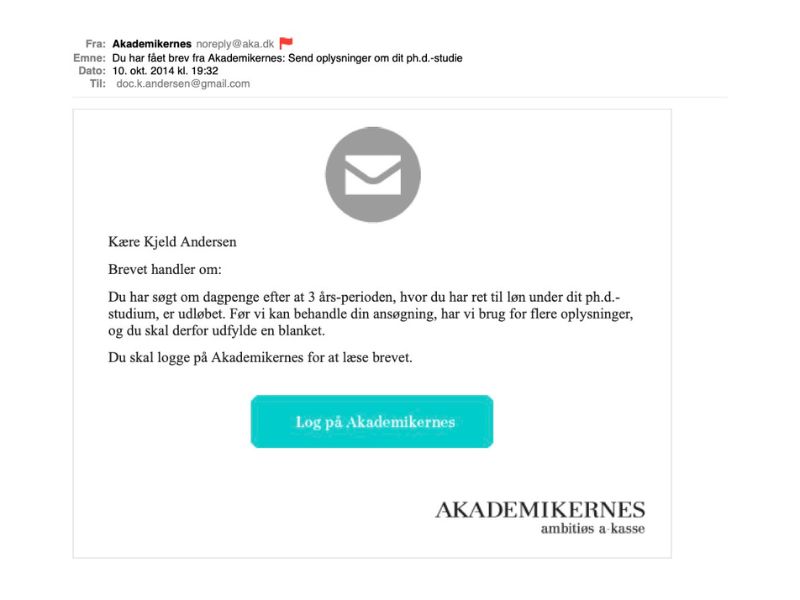 Fra: Akademikernes noreply@aka.dk
Emne: Du har fået brev fra Akademikernes: Send oplysninger om dit ph.d.-studie
Dato: 10. okt. 2014 kl. 19:32
Til: doc.k.andersen@gmail.com
Kære Kjeld Andersen
Brevet handler om:
Du har søgt om dagpenge efter at 3 års-perioden, hvor du har ret til løn under dit ph.d.-
studium, er udløbet. Før vi kan behandle din ansøgning, har vi brug for flere oplysninger,
og du skal derfor udfylde en blanket.
Du skal logge på Akademikernes for at læse brevet.
Log på Akademikernes
AKADEMIKERNES
ambitiøs a-kasse